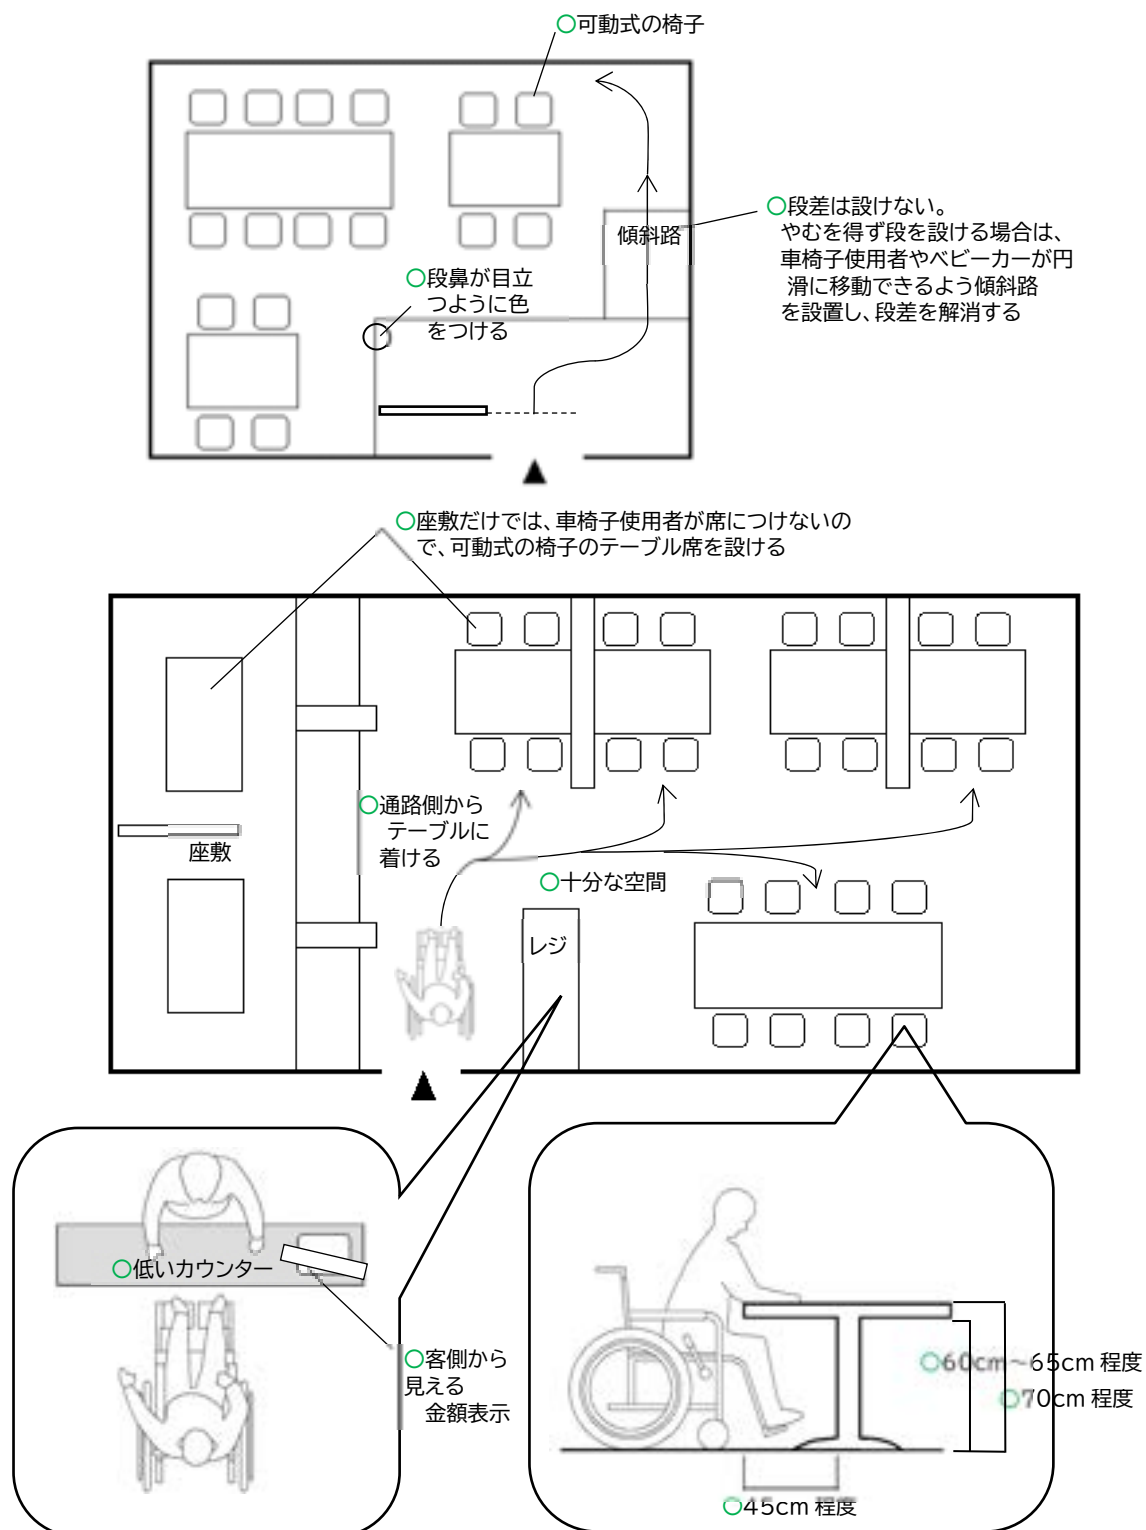 ○可動式の椅子
○段差は設けない。
やむを得ず段を設ける場合は、
車椅子使用者やベビーカーが円
滑に移動できるよう傾斜路
を設置し、段差を解消する
傾斜路
○段鼻が目立
つように色
をつける
○座敷だけでは、車椅子使用者が席につけないの
で、可動式の椅子のテーブル席を設ける
○通路側から
テーブルに
着ける
座敷
○十分な空間
レジ
○低いカウンター
○客側から
見える
金額表示
○60cm～65cm 程度
○70cm 程度
○45cm 程度